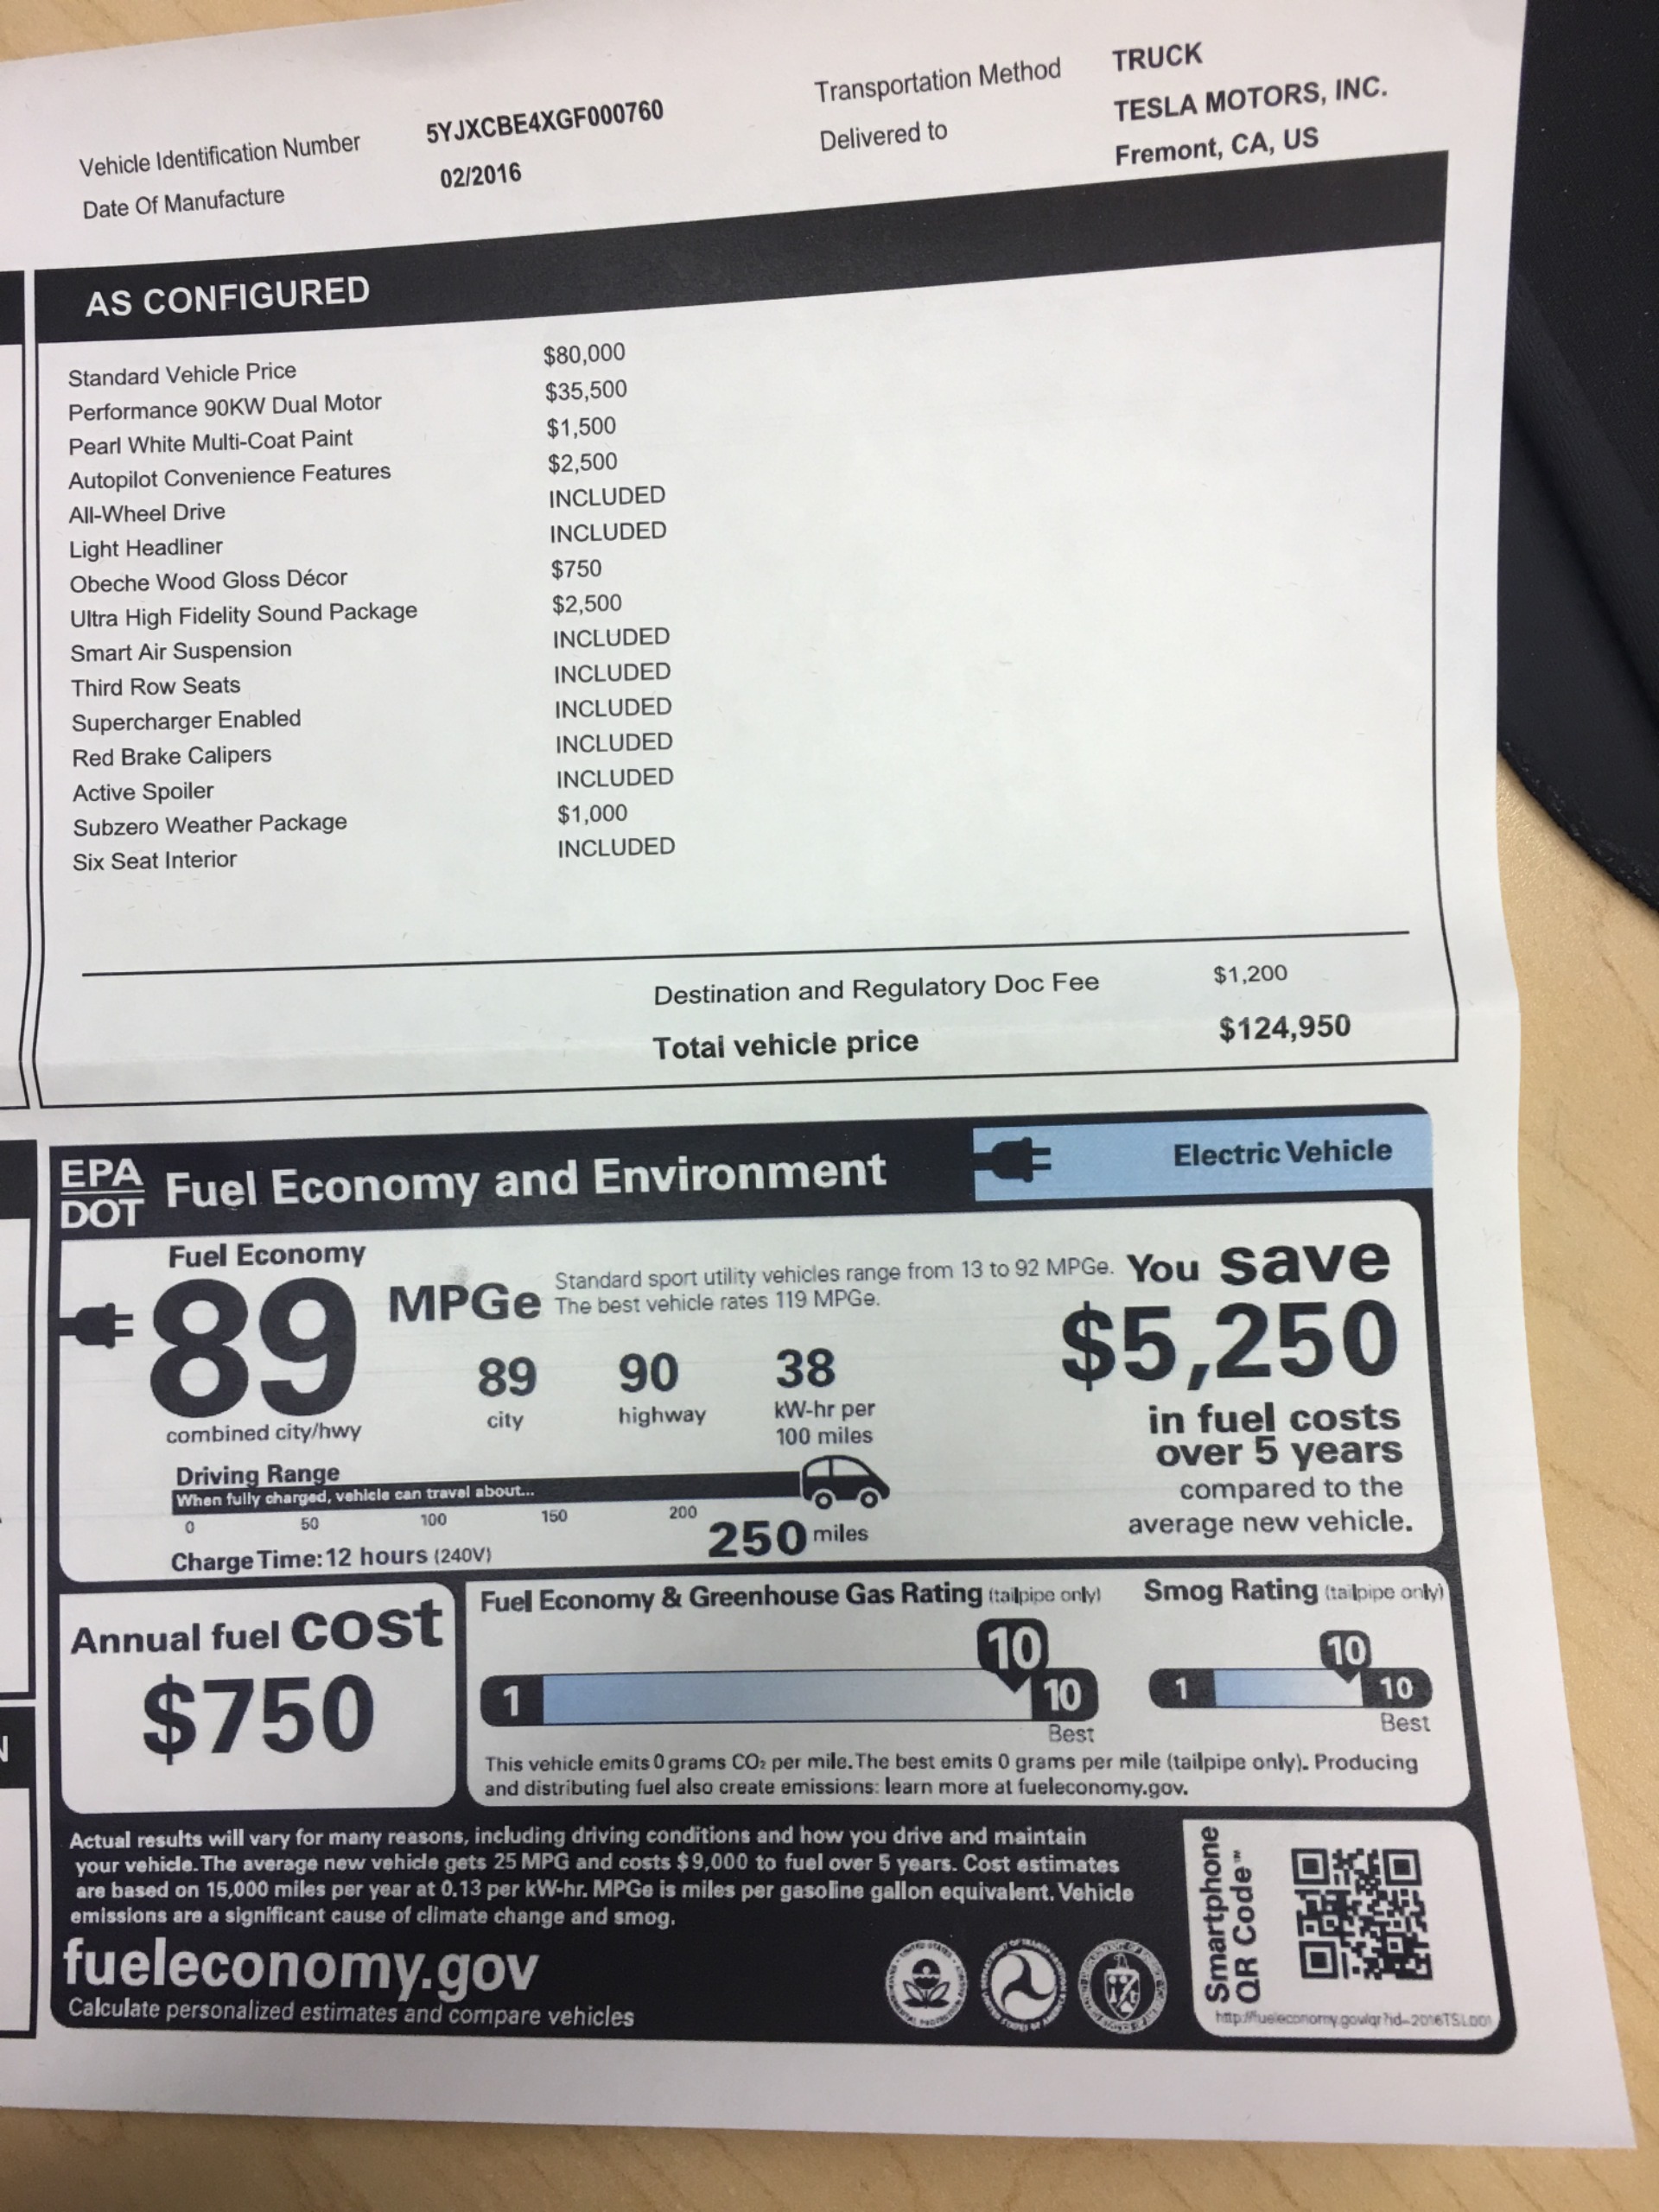 Vehicle Identification Number 5YJXCBE4XGF000760
Date Of Manufacture 02/2016
Transportation Method TRUCK
Delivered to TESLA MOTORS, INC.
Fremont, CA, US
AS CONFIGURED
Standard Vehicle Price $80,000
Performance 90KW Dual Motor $35,500
Pearl White Multi-Coat Paint $1,500
Autopilot Convenience Features $2,500
All-Wheel Drive INCLUDED
Light Headliner INCLUDED
Obeche Wood Gloss Décor $750
Ultra High Fidelity Sound Package $2,500
Smart Air Suspension INCLUDED
Third Row Seats INCLUDED
Supercharger Enabled INCLUDED
Red Brake Calipers INCLUDED
Active Spoiler INCLUDED
Subzero Weather Package $1,000
Six Seat Interior INCLUDED
Destination and Regulatory Doc Fee $1,200
Total vehicle price $124,950
EPA
DOT
Fuel Economy and Environment
Electric Vehicle
Fuel Economy
89 MPGe
combined city/hwy
Standard sport utility vehicles range from 13 to 92 MPGe.
The best vehicle rates 119 MPGe.
89
city
90
highway
38
kW-hr per
100 miles
You save
$5,250
in fuel costs
over 5 years
compared to the
average new vehicle.
Driving Range
When fully charged, vehicle can travel about...
0 50 100 150 200 250 miles
Charge Time: 12 hours (240V)
Annual fuel cost
$750
Fuel Economy & Greenhouse Gas Rating (tailpipe only)
10
1 10
Best
Smog Rating (tailpipe only)
10
1 10
Best
This vehicle emits 0 grams CO₂ per mile. The best emits 0 grams per mile (tailpipe only). Producing
and distributing fuel also create emissions: learn more at fueleconomy.gov.
Actual results will vary for many reasons, including driving conditions and how you drive and maintain
your vehicle. The average new vehicle gets 25 MPG and costs $9,000 to fuel over 5 years. Cost estimates
are based on 15,000 miles per year at 0.13 per kW-hr. MPGe is miles per gasoline gallon equivalent. Vehicle
emissions are a significant cause of climate change and smog.
fueleconomy.gov
Calculate personalized estimates and compare vehicles
Smartphone
QR Code™
N